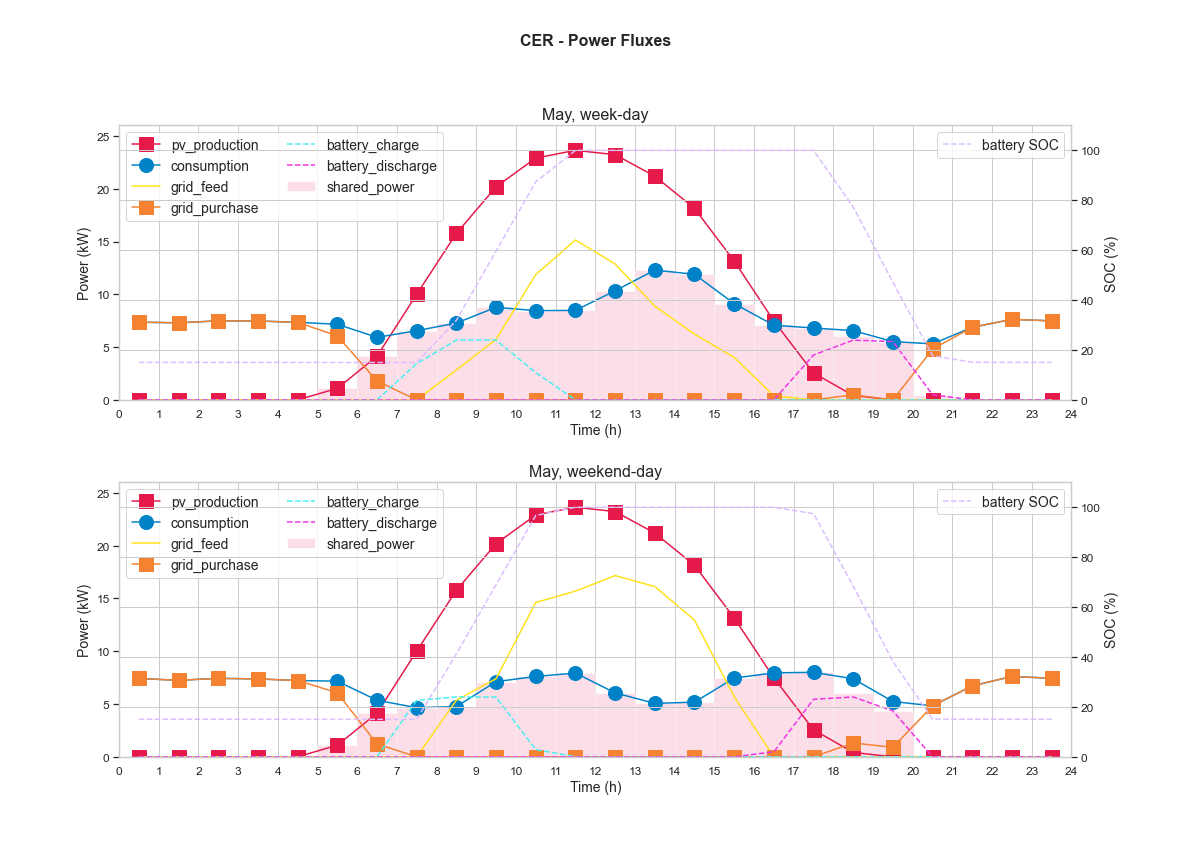 CER - Power Fluxes
May, week-day
pv_production
consumption
grid_feed
grid_purchase
battery_charge
battery_discharge
shared_power
battery SOC
Power (kW)
25
20
15
10
5
0
100
80
60
40
20
0
SOC (%)
0 1 2 3 4 5 6 7 8 9 10 11 12 13 14 15 16 17 18 19 20 21 22 23 24
Time (h)
May, weekend-day
pv_production
consumption
grid_feed
grid_purchase
battery_charge
battery_discharge
shared_power
battery SOC
Power (kW)
25
20
15
10
5
0
100
80
60
40
20
0
SOC (%)
0 1 2 3 4 5 6 7 8 9 10 11 12 13 14 15 16 17 18 19 20 21 22 23 24
Time (h)